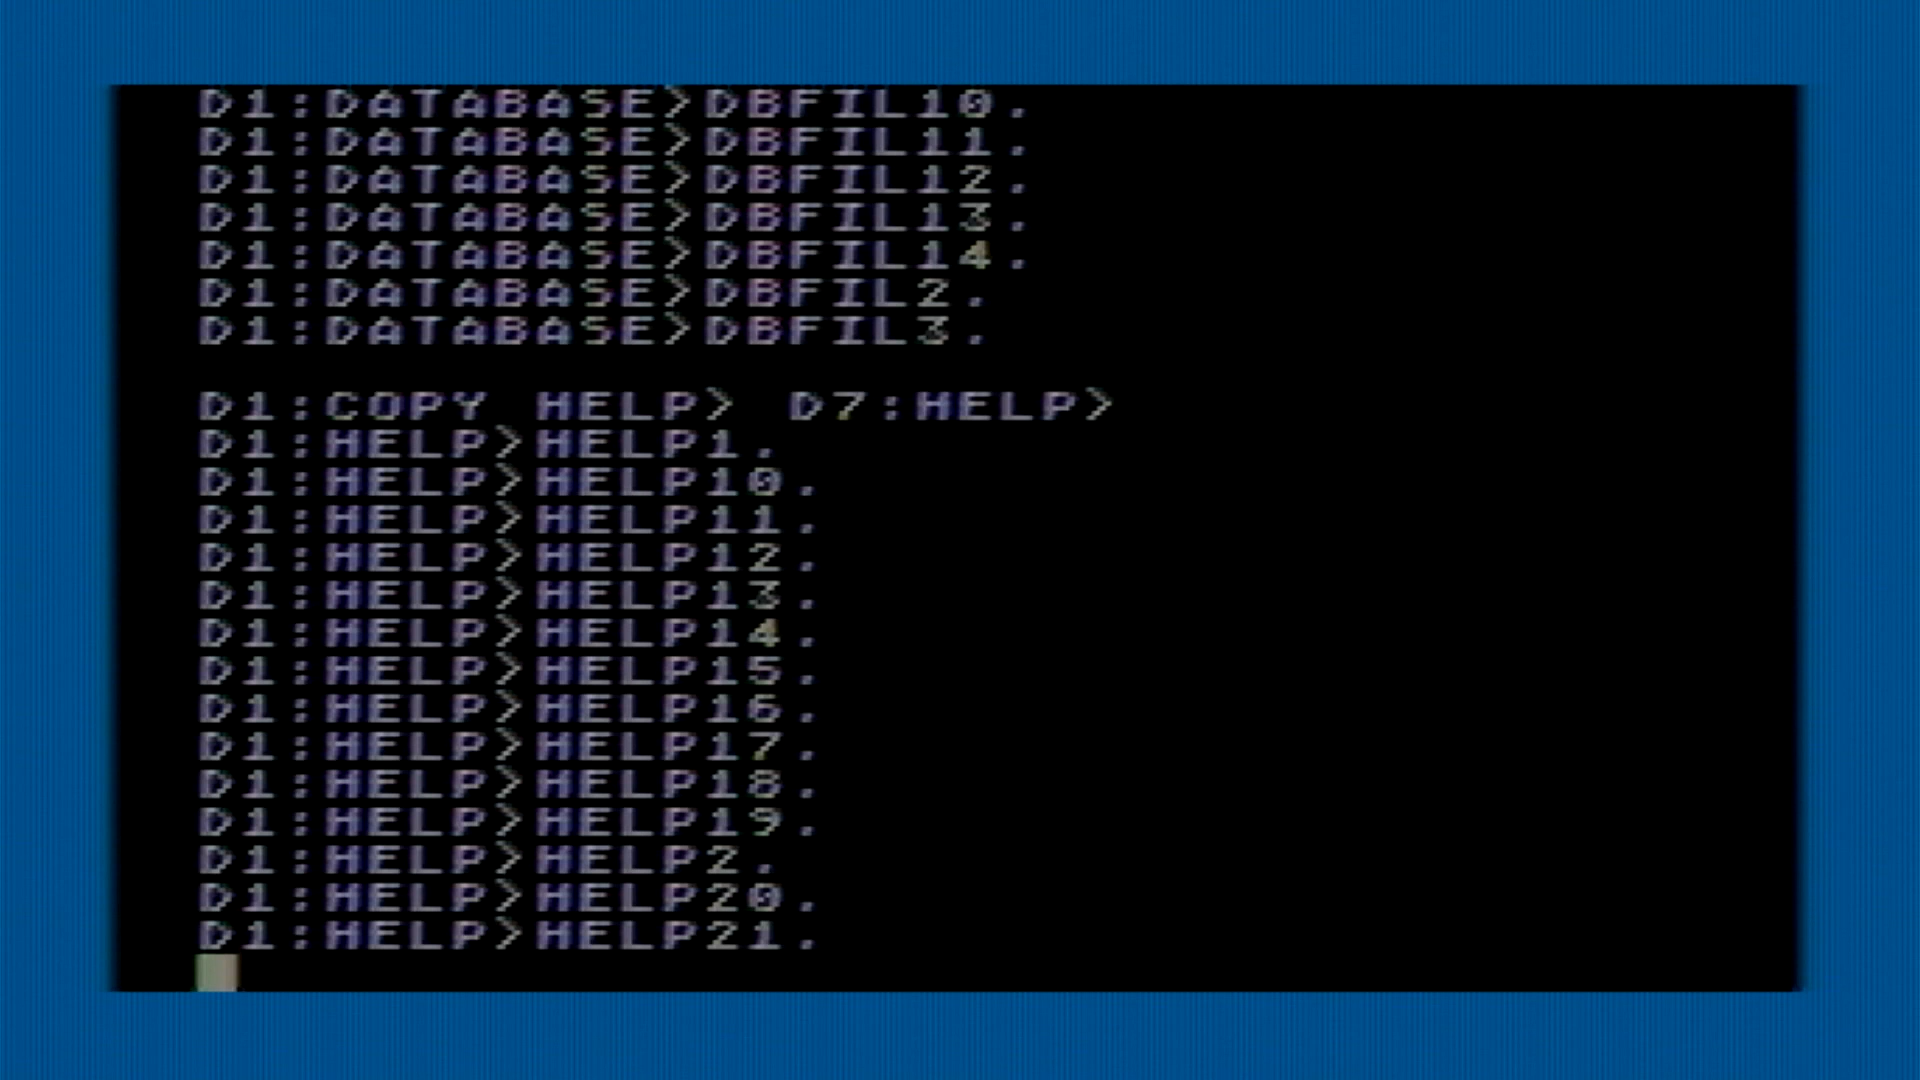 D1:DATABASE>DBFIL10.
D1:DATABASE>DBFIL11.
D1:DATABASE>DBFIL12.
D1:DATABASE>DBFIL13.
D1:DATABASE>DBFIL14.
D1:DATABASE>DBFIL2.
D1:DATABASE>DBFIL3.
D1:COPY HELP> D7:HELP>
D1:HELP>HELP1.
D1:HELP>HELP10.
D1:HELP>HELP11.
D1:HELP>HELP12.
D1:HELP>HELP13.
D1:HELP>HELP14.
D1:HELP>HELP15.
D1:HELP>HELP16.
D1:HELP>HELP17.
D1:HELP>HELP18.
D1:HELP>HELP19.
D1:HELP>HELP2.
D1:HELP>HELP20.
D1:HELP>HELP21.